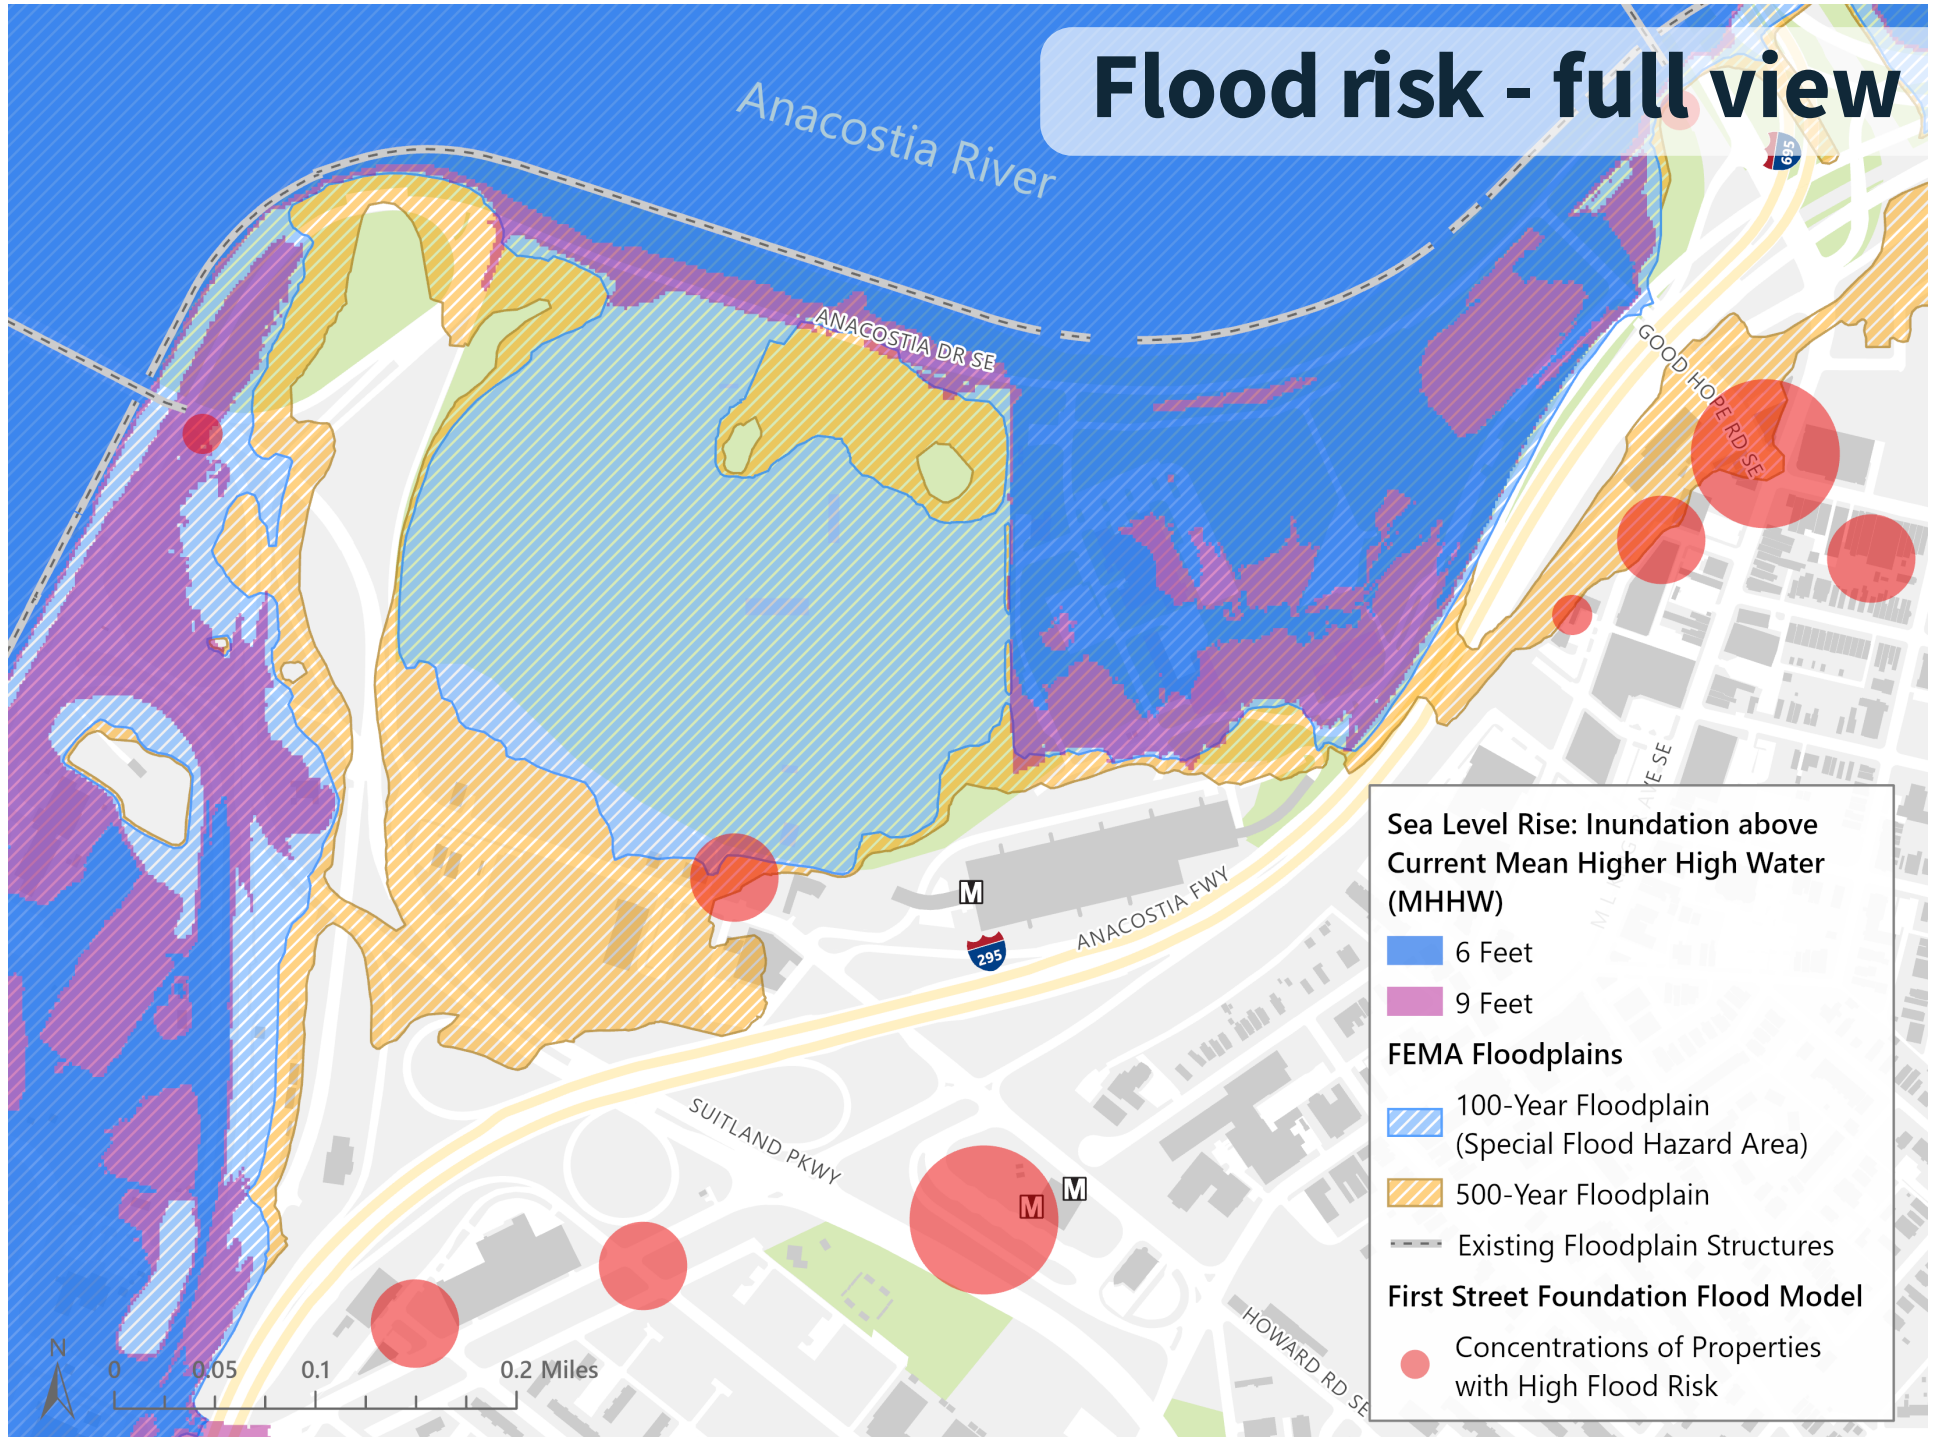 Flood risk - full view
Anacostia River
695
ANACOSTIA DR SE
GOOD HOPE RD SE
AVE SE
M
ANACOSTIA FWY
295
SUITLAND PKWY
M
M
HOWARD RD SE
N
0 0.05 0.1 0.2 Miles
Sea Level Rise: Inundation above
Current Mean Higher High Water
(MHHW)
6 Feet
9 Feet
FEMA Floodplains
100-Year Floodplain
(Special Flood Hazard Area)
500-Year Floodplain
Existing Floodplain Structures
First Street Foundation Flood Model
Concentrations of Properties
with High Flood Risk